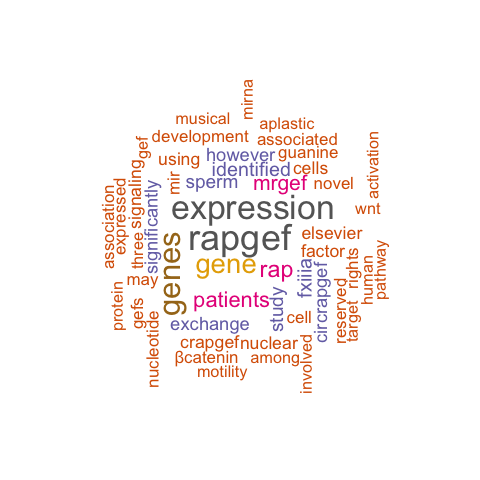 mirna
musical
aplastic
development
associated
gef
using
however
guanine
activation
identified
cells
signaling
mir
sperm
mrgef
novel
association
expressed
significantly
expression
wnt
three
rapgef
elsevier
genes
gene
rap
factor
may
fxiiia
circrapgef
rights
human
pathway
protein
gefs
patients
study
cell
reserved
target
nucleotide
exchange
crapgef
nuclear
βcatenin
among
involved
motility